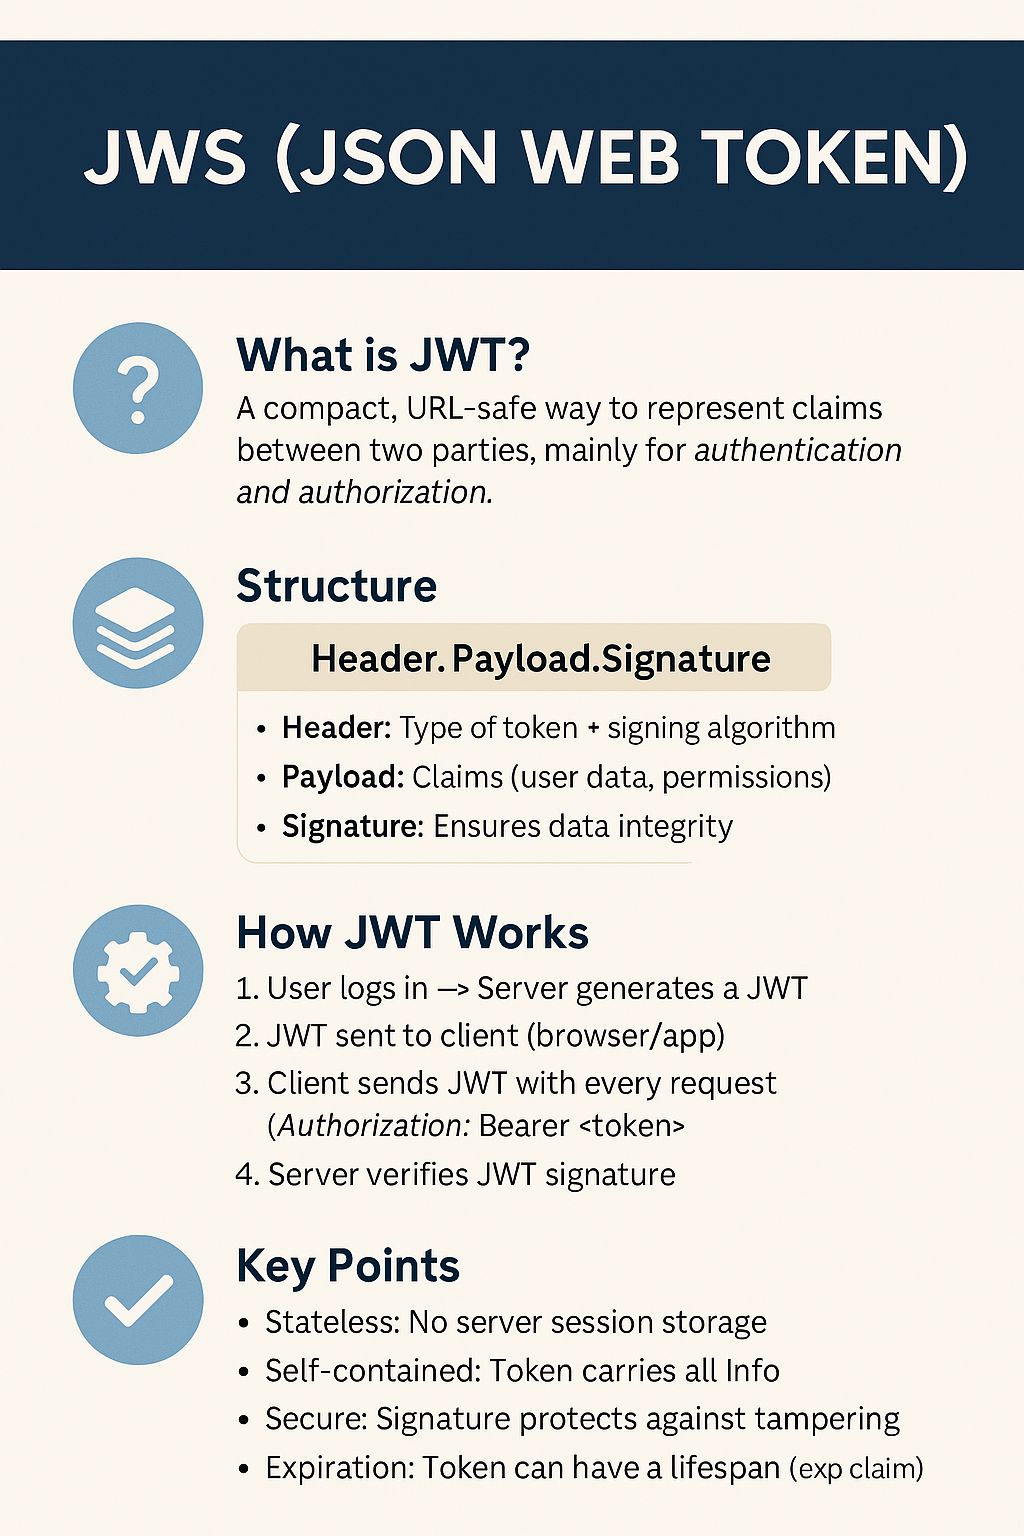 JWS (JSON WEB TOKEN)
What is JWT?
A compact, URL-safe way to represent claims
between two parties, mainly for authentication
and authorization.
Structure
Header. Payload.Signature
• Header: Type of token + signing algorithm
• Payload: Claims (user data, permissions)
• Signature: Ensures data integrity
How JWT Works
1. User logs in —> Server generates a JWT
2. JWT sent to client (browser/app)
3. Client sends JWT with every request
(Authorization: Bearer <token>
4. Server verifies JWT signature
Key Points
• Stateless: No server session storage
• Self-contained: Token carries all Info
• Secure: Signature protects against tampering
• Expiration: Token can have a lifespan (exp claim)